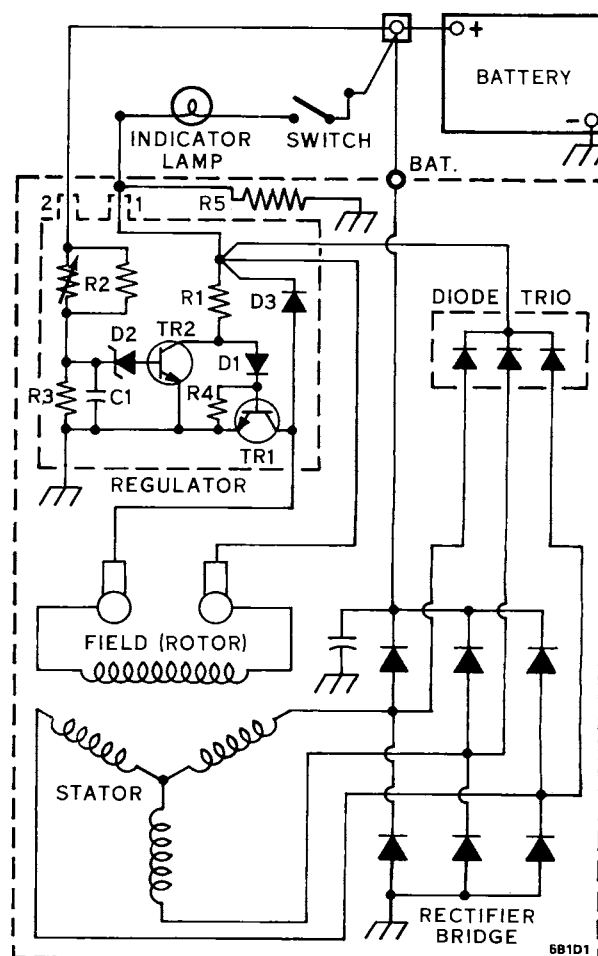 +
BATTERY
-
INDICATOR
LAMP
SWITCH
BAT.
2
1
R5
R2
R1
D3
DIODE TRIO
D2
TR2
D1
R3
C1
R4
TR1
REGULATOR
FIELD (ROTOR)
STATOR
RECTIFIER
BRIDGE
6B1D1